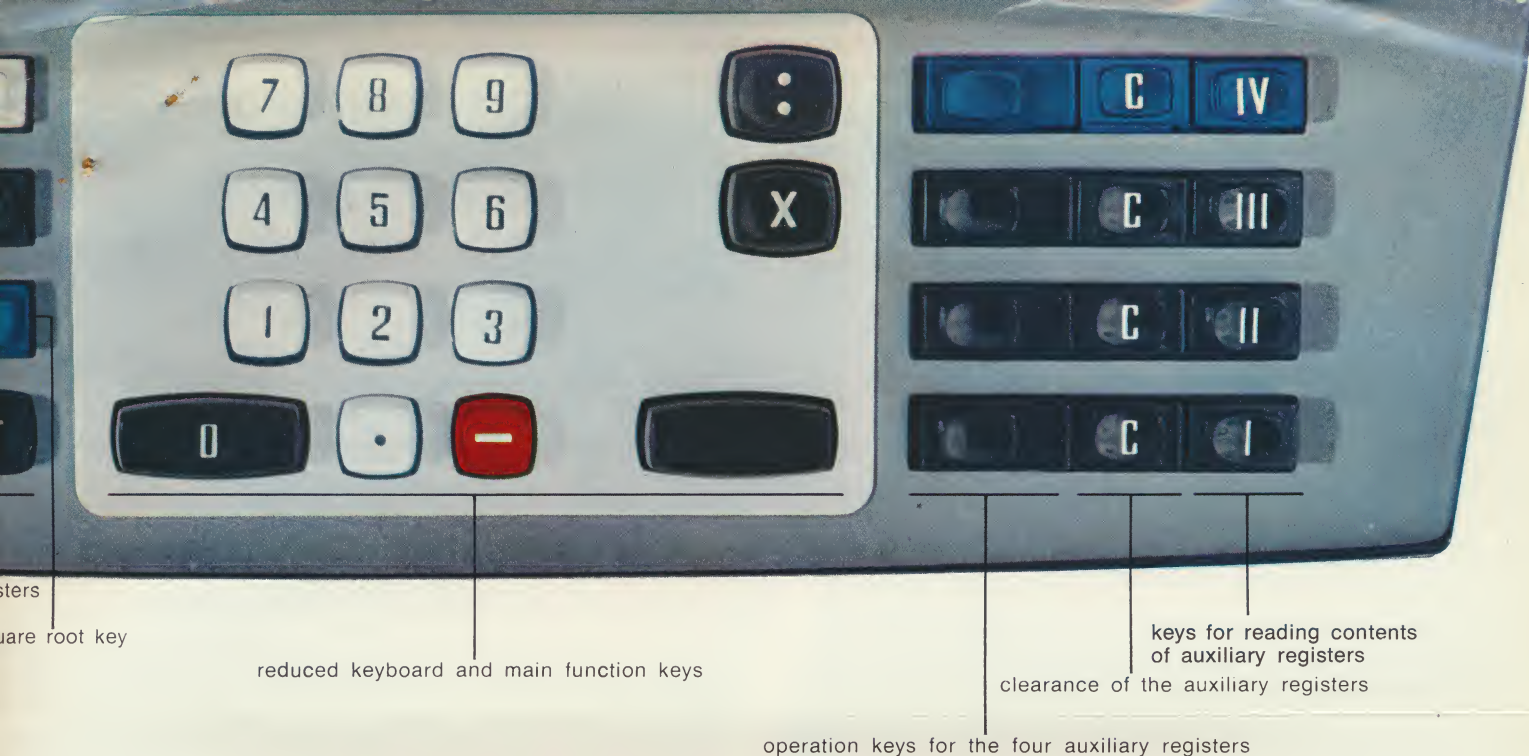 7 8 9 : C IV
4 5 6 X C III
1 2 3 C II
0 . — C I
root key
reduced keyboard and main function keys
keys for reading contents
of auxiliary registers
clearance of the auxiliary registers
operation keys for the four auxiliary registers